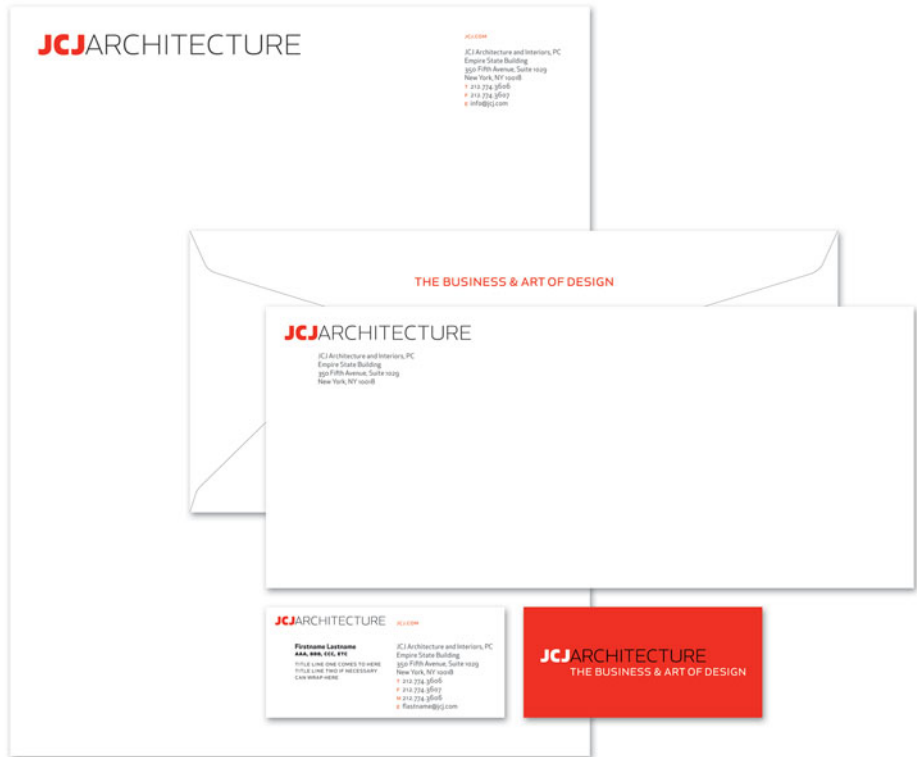 JCJARCHITECTURE
JCJ.COM
JCJ Architecture and Interiors, PC
Empire State Building
350 Fifth Avenue, Suite 1029
New York, NY 10018
T 212.774.3606
F 212.774.3607
E info@jcj.com
THE BUSINESS & ART OF DESIGN
JCJARCHITECTURE
JCJ Architecture and Interiors, PC
Empire State Building
350 Fifth Avenue, Suite 1029
New York, NY 10018
JCJARCHITECTURE
JCJ.COM
Firstname Lastname
AAA, BBB, CCC, ETC
TITLE LINE ONE COMES TO HERE
TITLE LINE TWO IF NECESSARY
CAN WRAP HERE
JCJ Architecture and Interiors, PC
Empire State Building
350 Fifth Avenue, Suite 1029
New York, NY 10018
T 212.774.3606
F 212.774.3607
M 212.774.3606
E flastname@jcj.com
JCJARCHITECTURE
THE BUSINESS & ART OF DESIGN